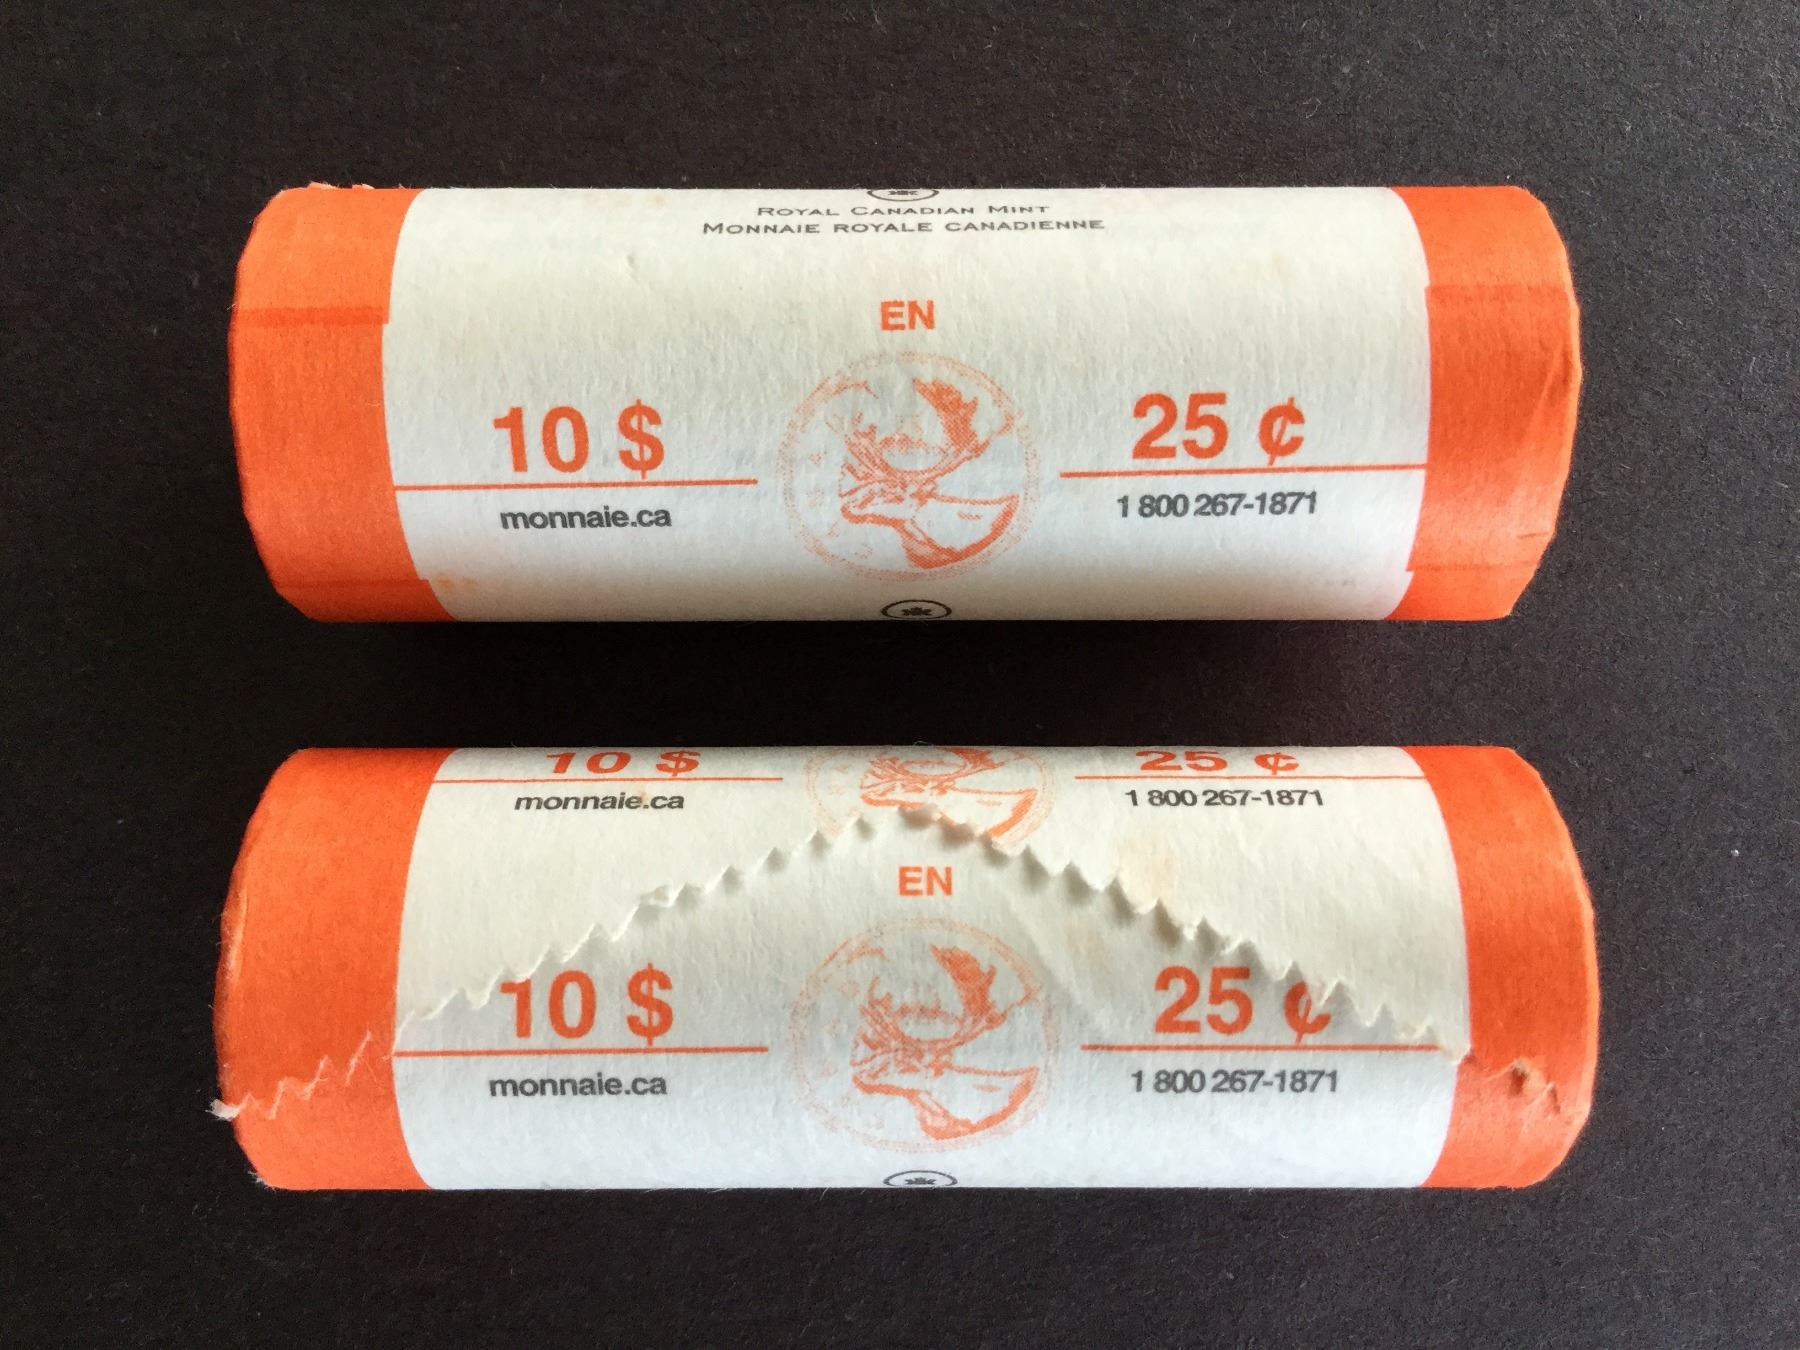 ROYAL CANADIAN MINT
MONNAIE ROYALE CANADIENNE
EN
10 $ 25 ¢
monnaie.ca 1 800 267-1871
10 $ 25 ¢
monnaie.ca 1 800 267-1871
EN
10 $ 25 ¢
monnaie.ca 1 800 267-1871